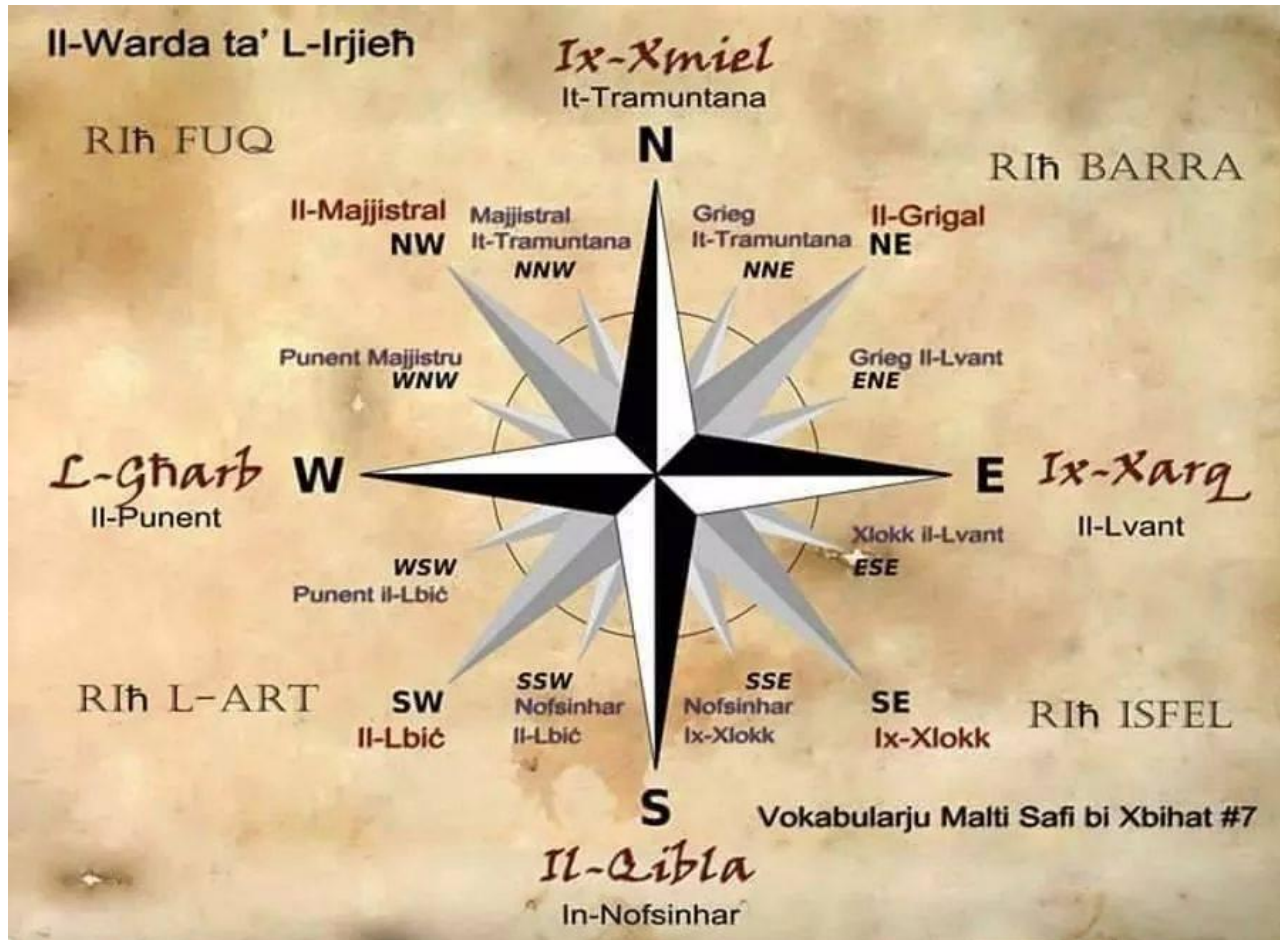 Il-Warda ta' L-Irjieħ
Ix-Xmiel
It-Tramuntana
N
RIħ FUQ
RIħ BARRA
Il-Majjistral
NW
Majjistral
It-Tramuntana
NNW
Grieg
It-Tramuntana
NNE
Il-Grigal
NE
Punent Majjistru
WNW
Grieg Il-Lvant
ENE
L-Għarb
Il-Punent
W
E
Ix-Xarq
Il-Lvant
WSW
Punent il-Lbiċ
Xlokk il-Lvant
ESE
RIħ L-ART
SW
Il-Lbiċ
SSW
Nofsinhar
Il-Lbiċ
SSE
Nofsinhar
Ix-Xlokk
SE
Ix-Xlokk
RIħ ISFEL
S
Il-Qibla
In-Nofsinhar
Vokabularju Malti Safi bi Xbihat #7